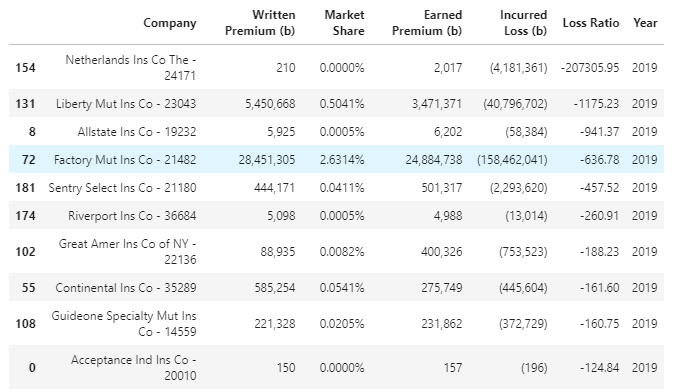 Company Written Premium (b) Market Share Earned Premium (b) Incurred Loss (b) Loss Ratio Year
154 Netherlands Ins Co The - 24171 210 0.0000% 2,017 (4,181,361) -207305.95 2019
131 Liberty Mut Ins Co - 23043 5,450,668 0.5041% 3,471,371 (40,796,702) -1175.23 2019
8 Allstate Ins Co - 19232 5,925 0.0005% 6,202 (58,384) -941.37 2019
72 Factory Mut Ins Co - 21482 28,451,305 2.6314% 24,884,738 (158,462,041) -636.78 2019
181 Sentry Select Ins Co - 21180 444,171 0.0411% 501,317 (2,293,620) -457.52 2019
174 Riverport Ins Co - 36684 5,098 0.0005% 4,988 (13,014) -260.91 2019
102 Great Amer Ins Co of NY - 22136 88,935 0.0082% 400,326 (753,523) -188.23 2019
55 Continental Ins Co - 35289 585,254 0.0541% 275,749 (445,604) -161.60 2019
108 Guideone Specialty Mut Ins Co - 14559 221,328 0.0205% 231,862 (372,729) -160.75 2019
0 Acceptance Ind Ins Co - 20010 150 0.0000% 157 (196) -124.84 2019